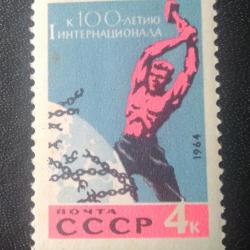 К 100-ЛЕТИЮ
I ИНТЕРНАЦИОНАЛА
1964
ПОЧТА
СССР 4к